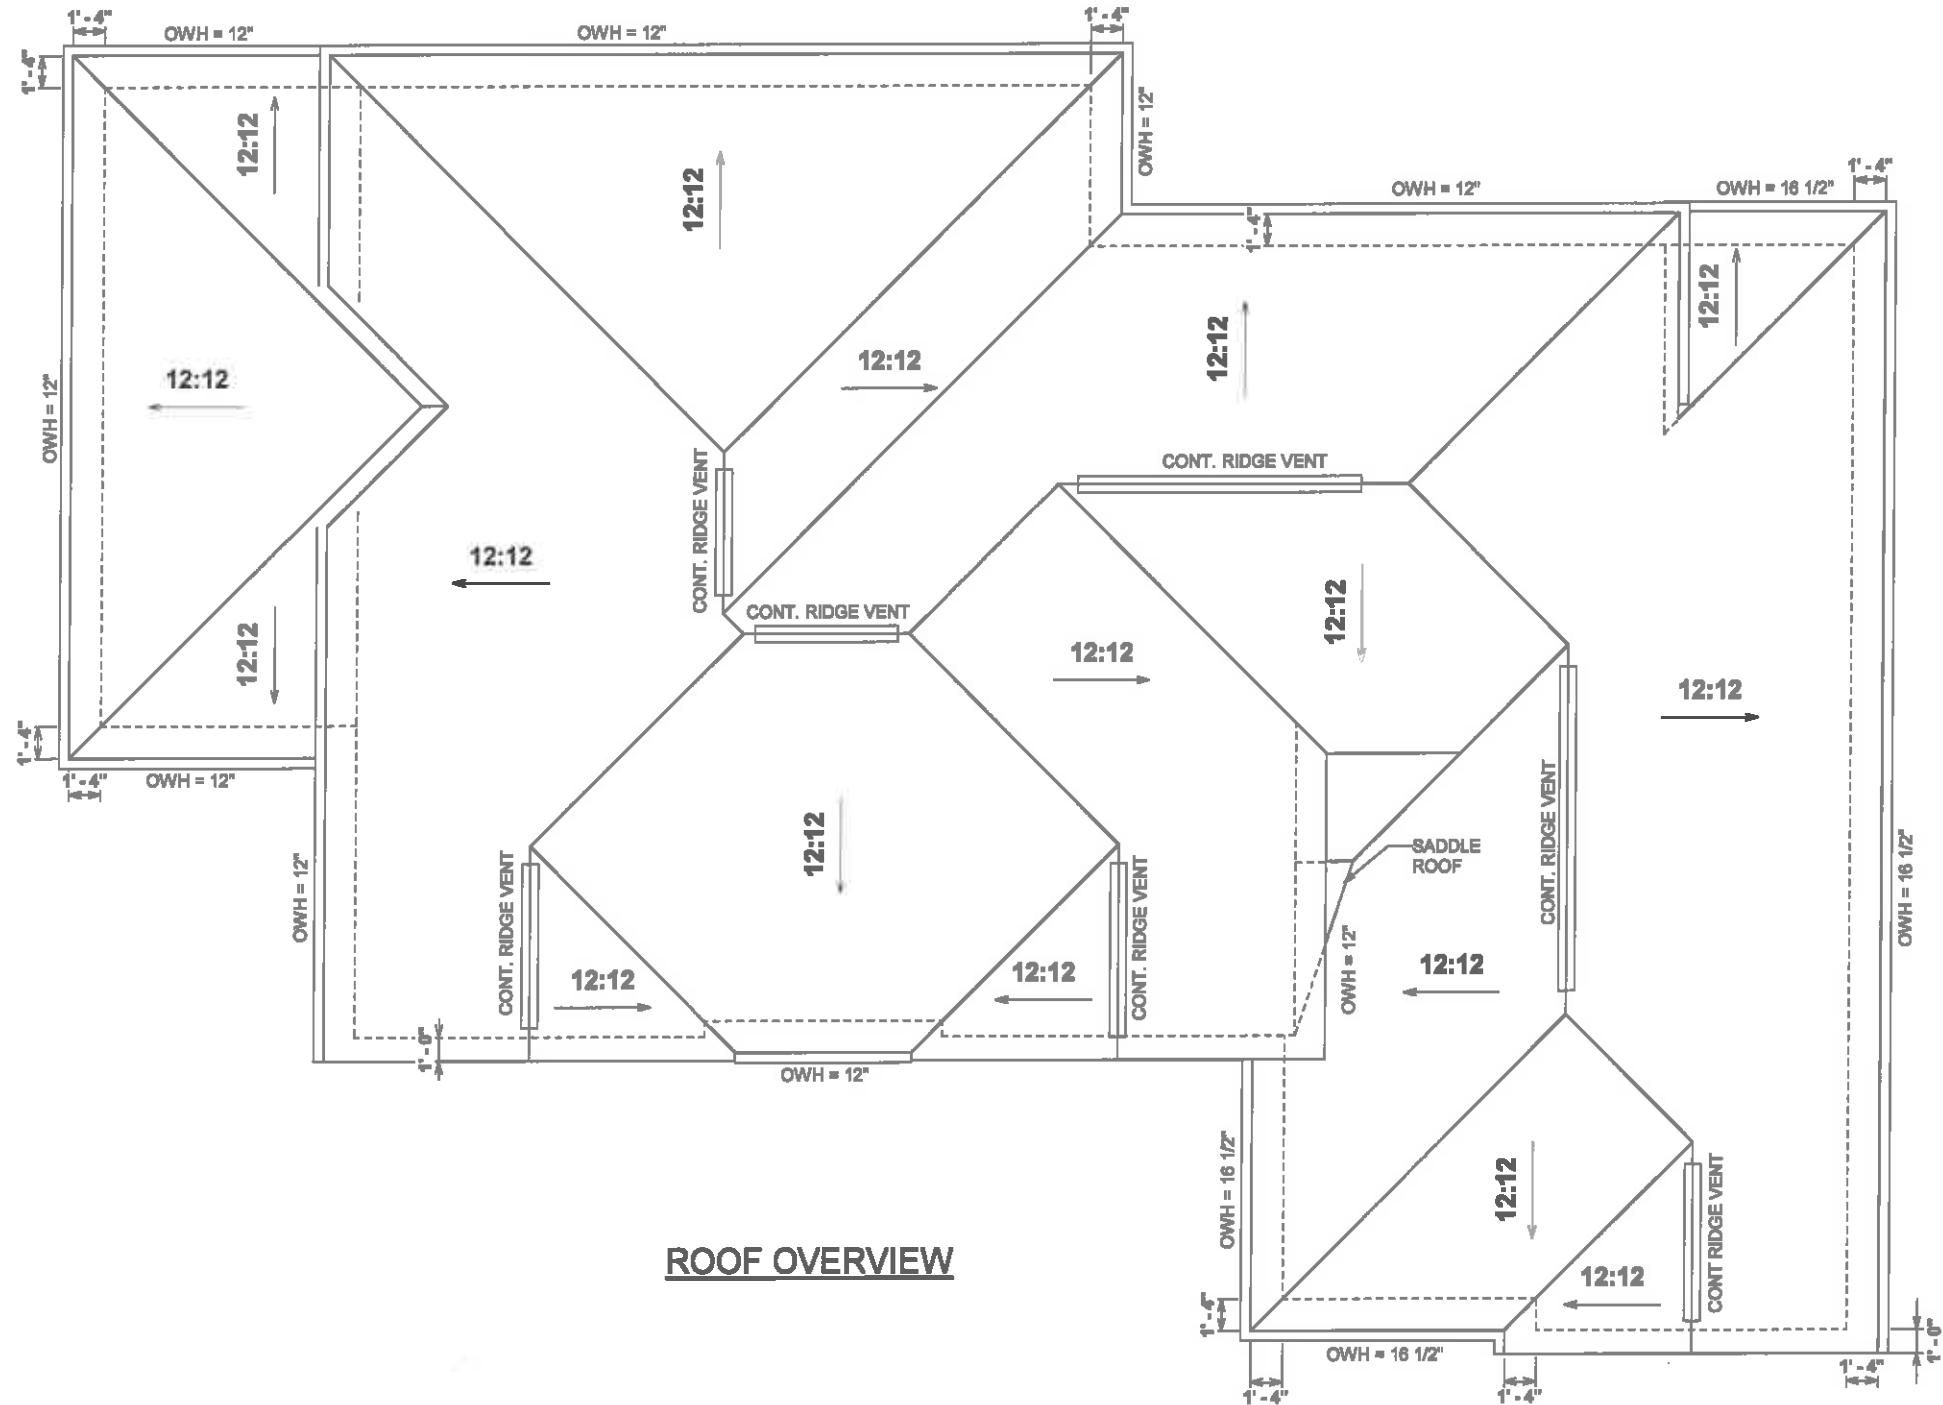 1' - 4"
OWH = 12"
OWH = 12"
1' - 4"
1' - 4"
OWH = 12"
12:12
12:12
1' - 4"
OWH = 12"
OWH = 16 1/2"
1' - 4"
12:12
12:12
12:12
12:12
OWH = 12"
CONT. RIDGE VENT
CONT. RIDGE VENT
12:12
CONT. RIDGE VENT
12:12
12:12
12:12
12:12
1' - 4"
1' - 4"
OWH = 12"
12:12
SADDLE
ROOF
CONT. RIDGE VENT
OWH = 16 1/2"
OWH = 12"
CONT. RIDGE VENT
12:12
12:12
CONT. RIDGE VENT
OWH = 12"
12:12
1' - 0"
OWH = 12"
OWH = 16 1/2"
12:12
CONT RIDGE VENT
ROOF OVERVIEW
12:12
1' - 4"
1' - 0"
OWH = 16 1/2"
1' - 4"
1' - 4"
1' - 4"